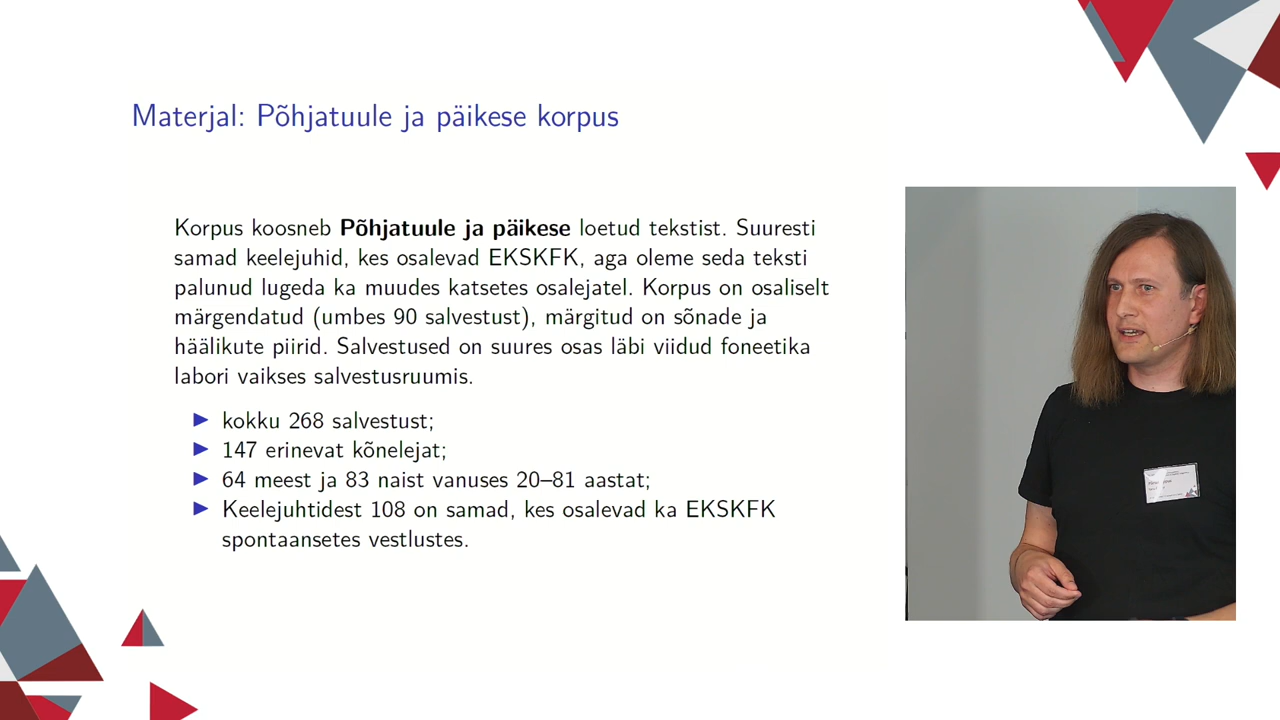 Materjal: Põhjatuule ja päikese korpus
Korpus koosneb Põhjatuule ja päikese loetud tekstist. Suuresti
samad keelejuhid, kes osalevad EKSKFK, aga oleme seda teksti
palunud lugeda ka muudes katsetes osalejatel. Korpus on osaliselt
märgendatud (umbes 90 salvestust), märgitud on sõnade ja
häälikute piirid. Salvestused on suures osas läbi viidud foneetika
labori vaikses salvestusruumis.
▶ kokku 268 salvestust;
▶ 147 erinevat kõnelejat;
▶ 64 meest ja 83 naist vanuses 20–81 aastat;
▶ Keelejuhtidest 108 on samad, kes osalevad ka EKSKFK
spontaansetes vestlustes.